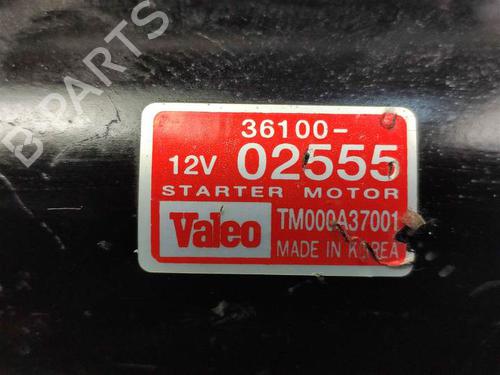 B-PARTS
36100-
12V 02555
STARTER MOTOR
Valeo TM000A37001
MADE IN KOREA